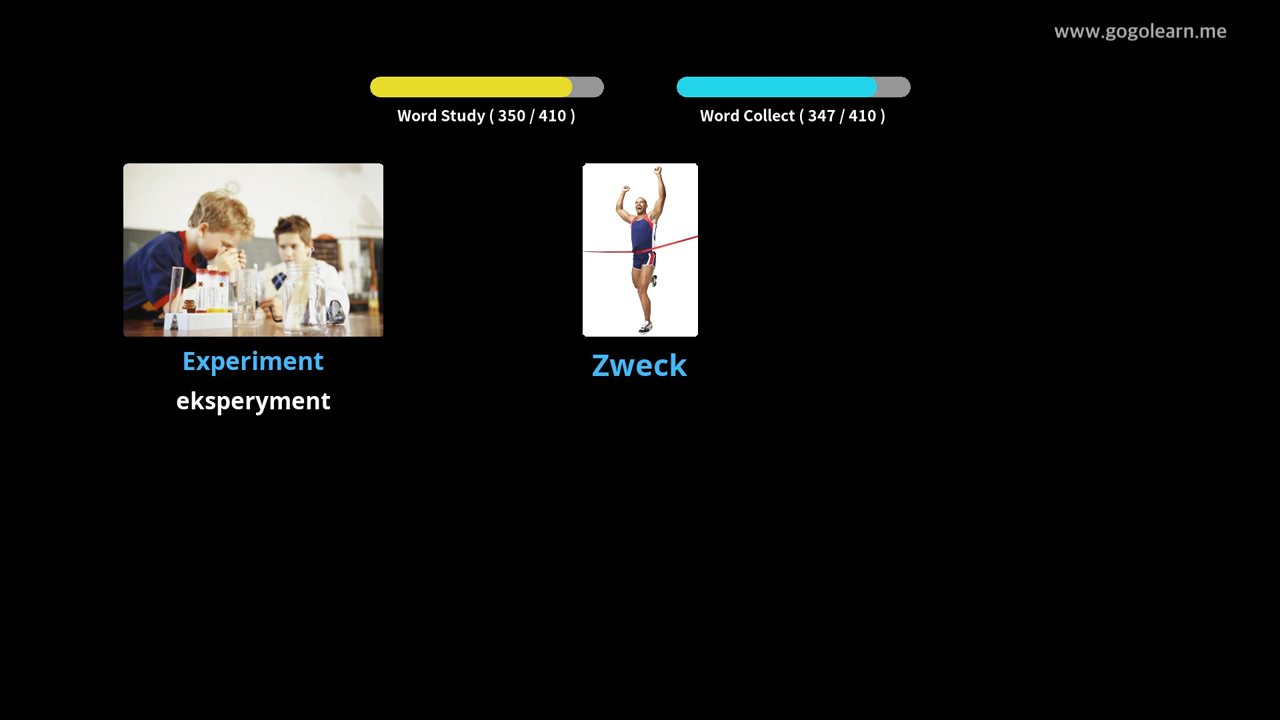 www.gogolearn.me
Word Study ( 350 / 410 )
Word Collect ( 347 / 410 )
Experiment
eksperyment
Zweck